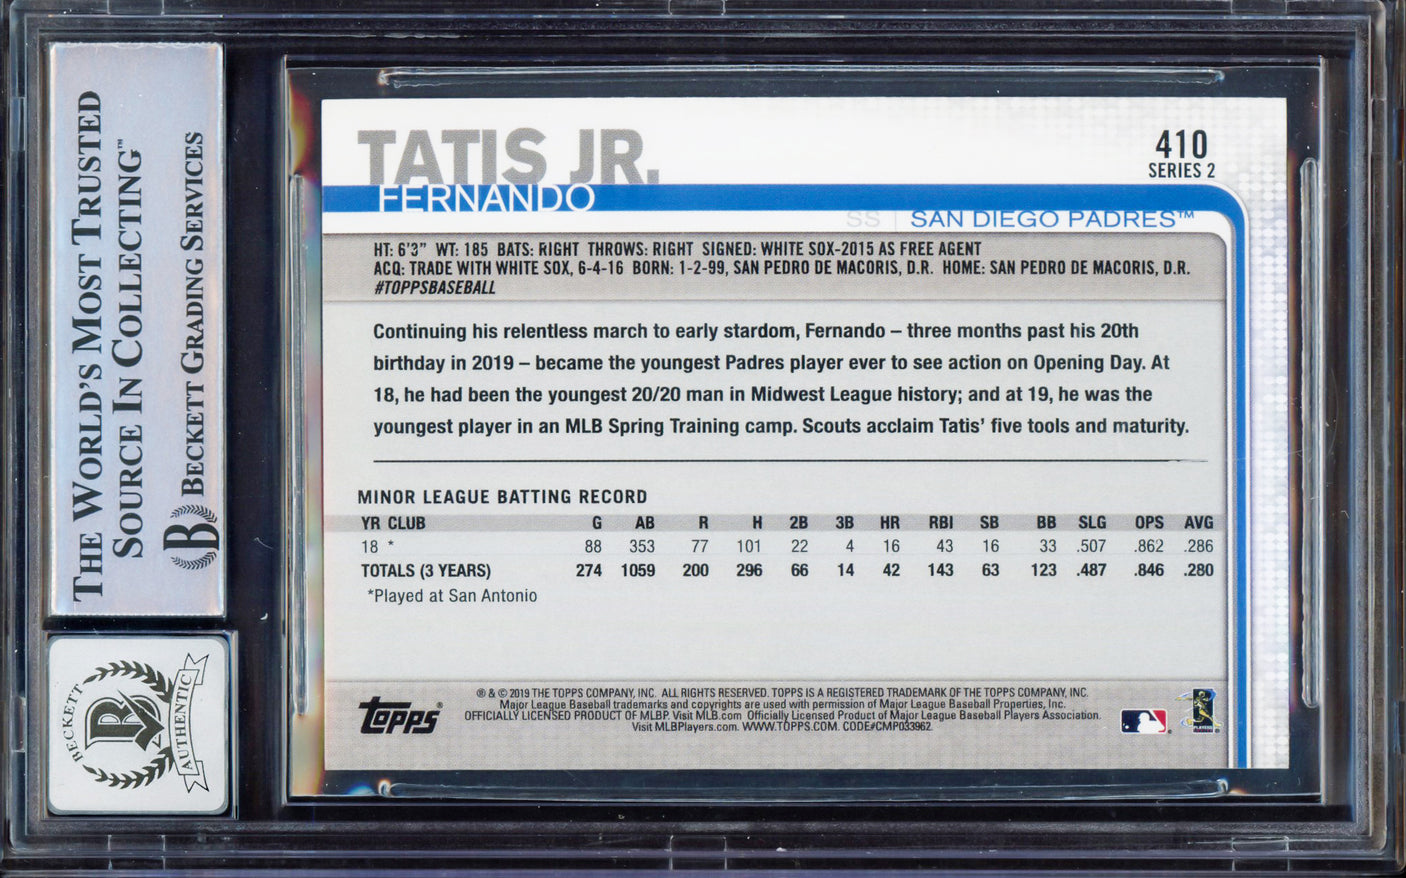 THE WORLD'S MOST TRUSTED
SOURCE IN COLLECTING™
BECKETT GRADING SERVICES
B
BECKETT
B
AUTHENTIC
TATIS JR.
FERNANDO
410
SERIES 2
SS | SAN DIEGO PADRES™
HT: 6'3" WT: 185 BATS: RIGHT THROWS: RIGHT SIGNED: WHITE SOX-2015 AS FREE AGENT
ACQ: TRADE WITH WHITE SOX, 6-4-16 BORN: 1-2-99, SAN PEDRO DE MACORIS, D.R. HOME: SAN PEDRO DE MACORIS, D.R.
#TOPPSBASEBALL
Continuing his relentless march to early stardom, Fernando – three months past his 20th
birthday in 2019 – became the youngest Padres player ever to see action on Opening Day. At
18, he had been the youngest 20/20 man in Midwest League history; and at 19, he was the
youngest player in an MLB Spring Training camp. Scouts acclaim Tatis' five tools and maturity.
MINOR LEAGUE BATTING RECORD
YR CLUB G AB R H 2B 3B HR RBI SB BB SLG OPS AVG
18 * 88 353 77 101 22 4 16 43 16 33 .507 .862 .286
TOTALS (3 YEARS) 274 1059 200 296 66 14 42 143 63 123 .487 .846 .280
*Played at San Antonio
topps®
® & © 2019 THE TOPPS COMPANY, INC. ALL RIGHTS RESERVED. TOPPS IS A REGISTERED TRADEMARK OF THE TOPPS COMPANY, INC.
Major League Baseball trademarks and copyrights are used with permission of Major League Baseball Properties, Inc.
OFFICIALLY LICENSED PRODUCT OF MLBP. Visit MLB.com Officially Licensed Product of Major League Baseball Players Association.
Visit MLBPlayers.com. WWW.TOPPS.COM. CODE#CMP033962.